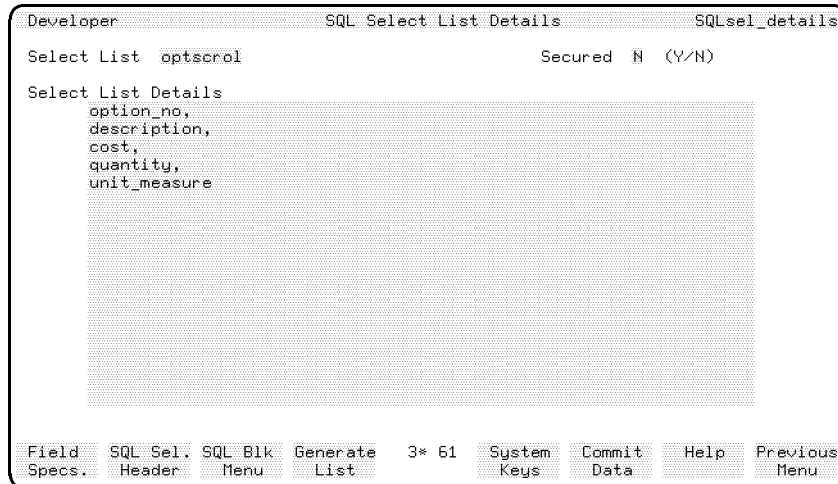 Developer SQL Select List Details SQLsel_details
Select List optscrol Secured N (Y/N)
Select List Details
option_no,
description,
cost,
quantity,
unit_measure
Field SQL Sel. SQL Blk Generate 3* 61 System Commit Help Previous
Specs. Header Menu List Keys Data Menu